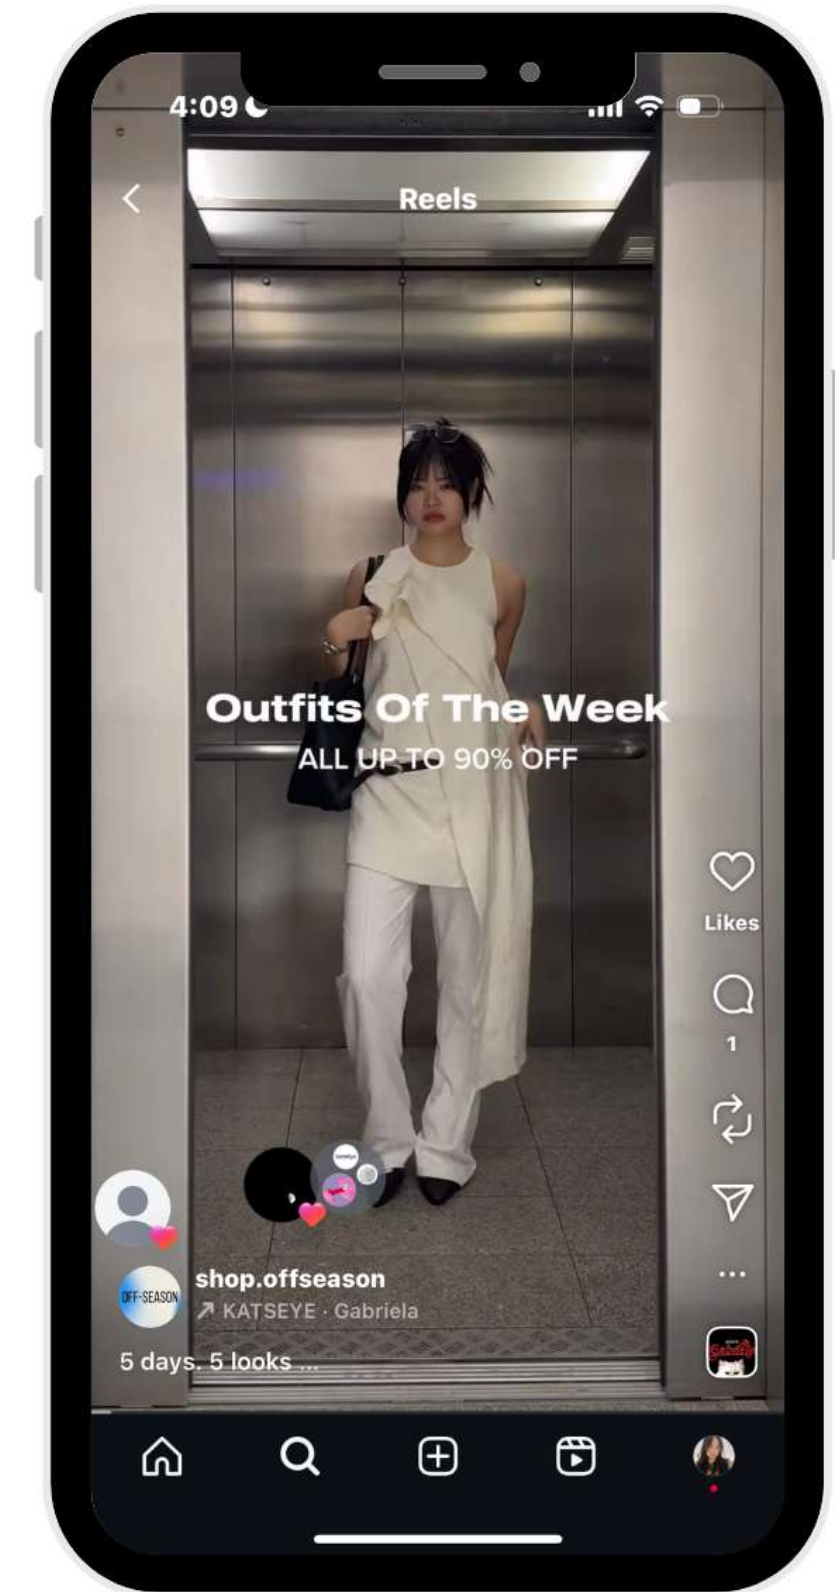 4:09
Reels
Outfits Of The Week
ALL UP TO 90% OFF
Likes
1
shop.offseason
OFF-SEASON
↗ KATSEYE · Gabriela
5 days. 5 looks ...